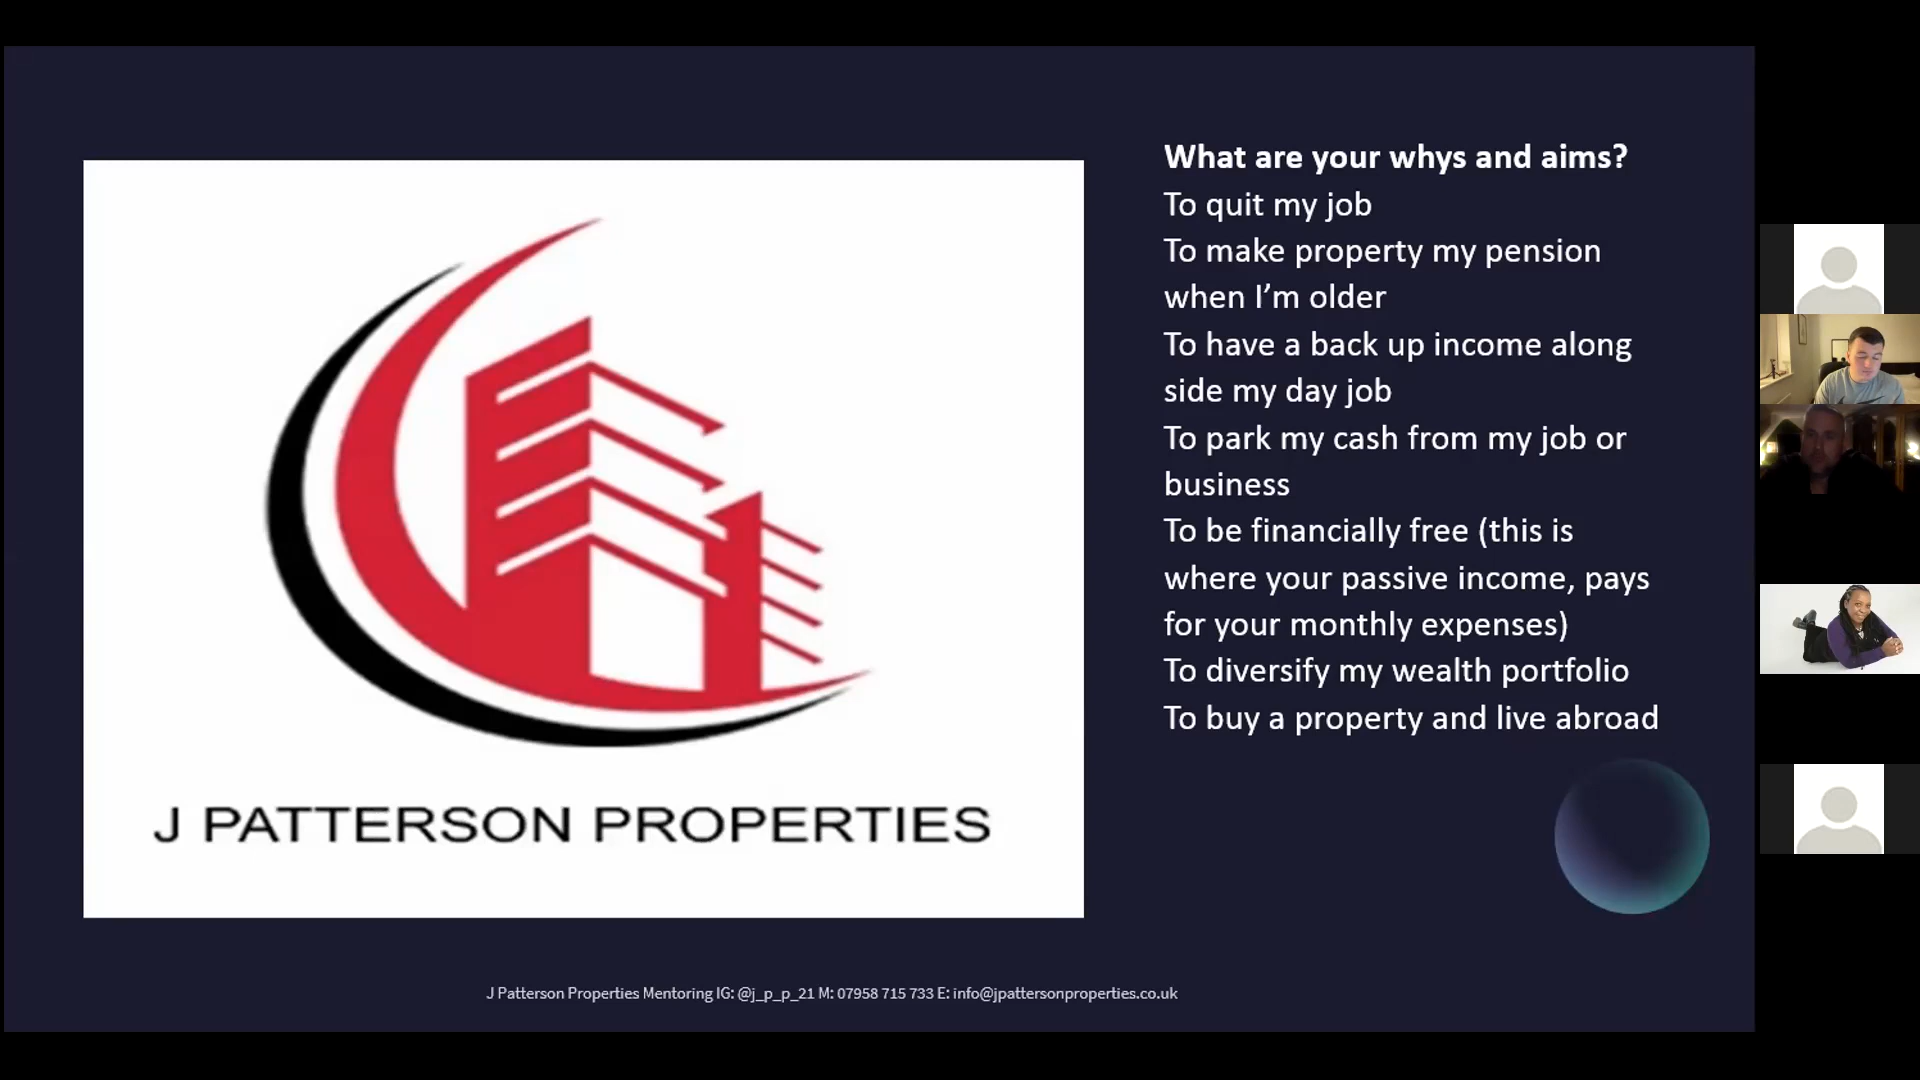 What are your whys and aims?
To quit my job
To make property my pension
when I’m older
To have a back up income along
side my day job
To park my cash from my job or
business
To be financially free (this is
where your passive income, pays
for your monthly expenses)
To diversify my wealth portfolio
To buy a property and live abroad
J PATTERSON PROPERTIES
J Patterson Properties Mentoring IG: @j_p_p_21 M: 07958 715 733 E: info@jpattersonproperties.co.uk